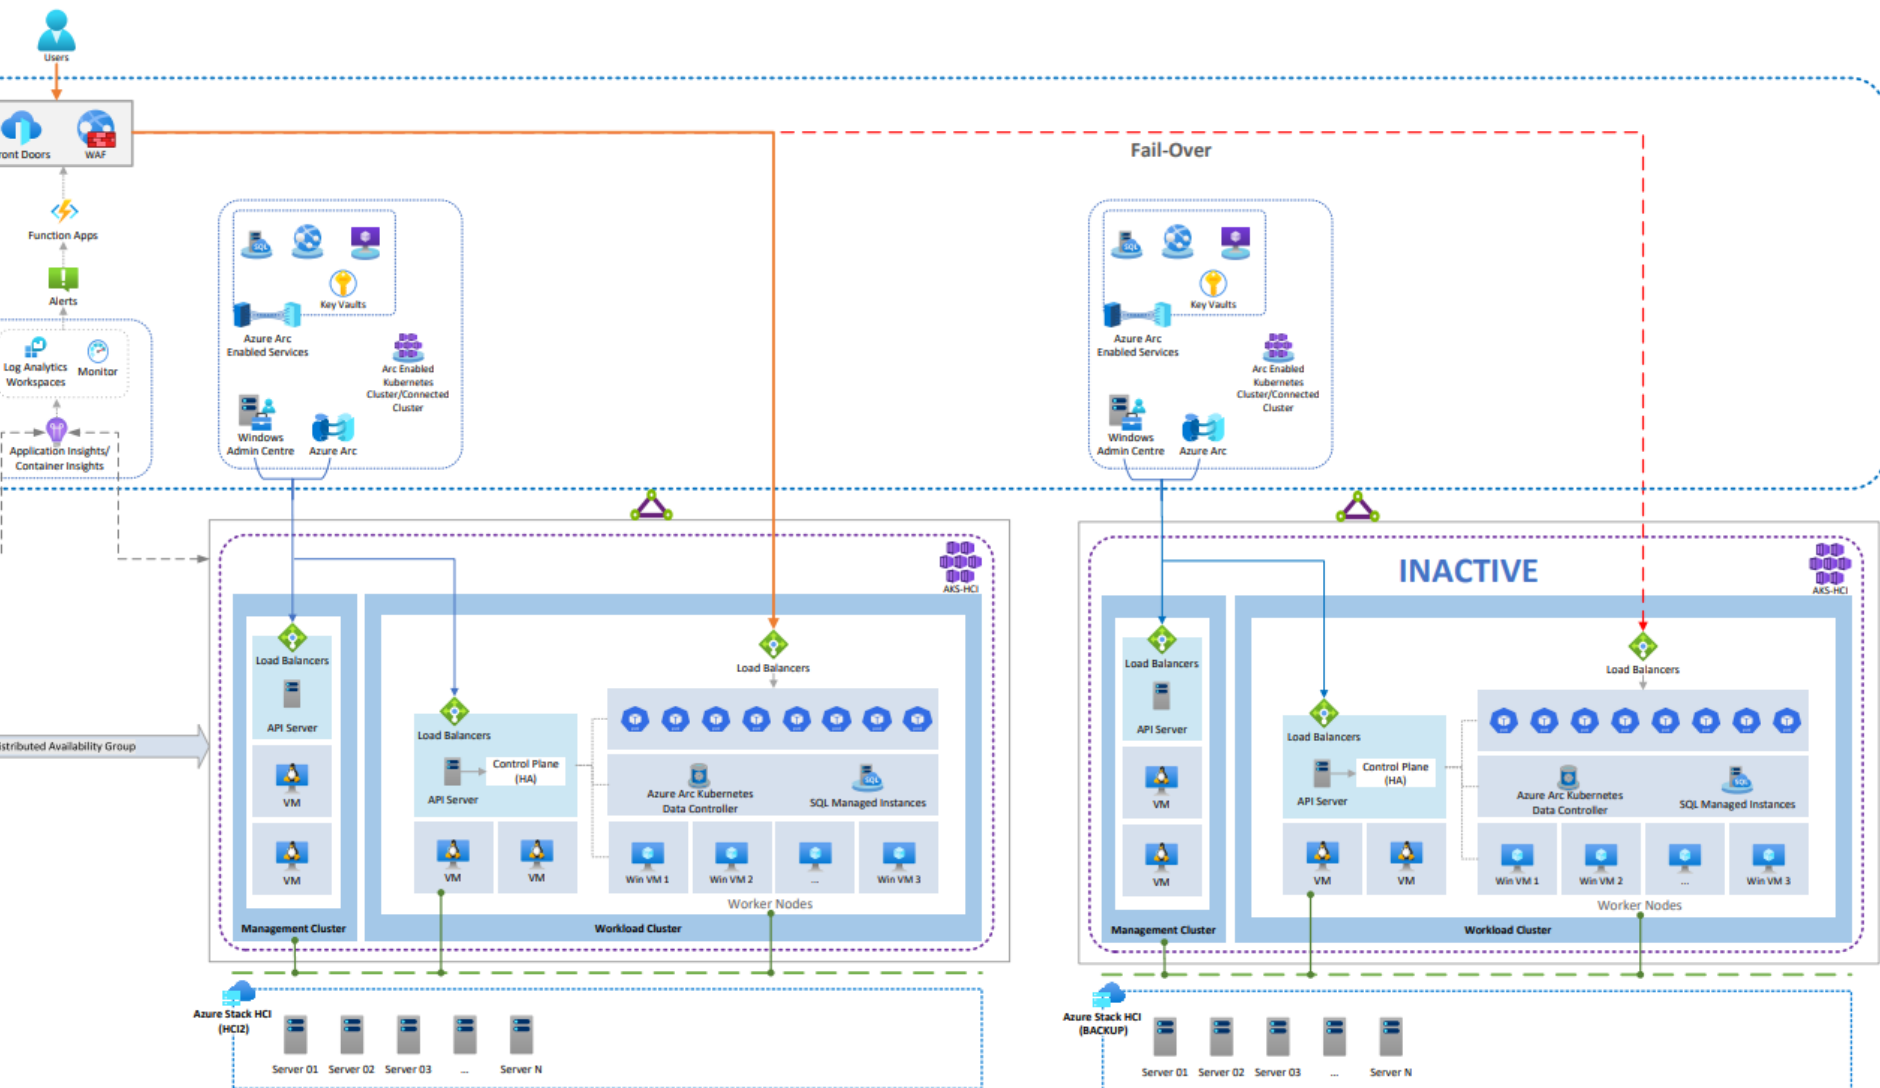 Users
ront Doors
WAF
Fail-Over
Function Apps
Alerts
Log Analytics
Workspaces
Monitor
Application Insights/
Container Insights
SQL
Key Vaults
Azure Arc
Enabled Services
Arc Enabled
Kubernetes
Cluster/Connected
Cluster
Windows
Admin Centre
Azure Arc
SQL
Key Vaults
Azure Arc
Enabled Services
Arc Enabled
Kubernetes
Cluster/Connected
Cluster
Windows
Admin Centre
Azure Arc
istributed Availability Group
AKS-HCI
Load Balancers
API Server
VM
VM
Management Cluster
Load Balancers
API Server
Control Plane
(HA)
VM
VM
Load Balancers
Azure Arc Kubernetes
Data Controller
SQL
SQL Managed Instances
Win VM 1
Win VM 2
...
Win VM 3
Worker Nodes
Workload Cluster
Azure Stack HCI
(HCI2)
Server 01
Server 02
Server 03
...
Server N
INACTIVE
AKS-HCI
Load Balancers
API Server
VM
VM
Management Cluster
Load Balancers
API Server
Control Plane
(HA)
VM
VM
Load Balancers
Azure Arc Kubernetes
Data Controller
SQL
SQL Managed Instances
Win VM 1
Win VM 2
...
Win VM 3
Worker Nodes
Workload Cluster
Azure Stack HCI
(BACKUP)
Server 01
Server 02
Server 03
...
Server N